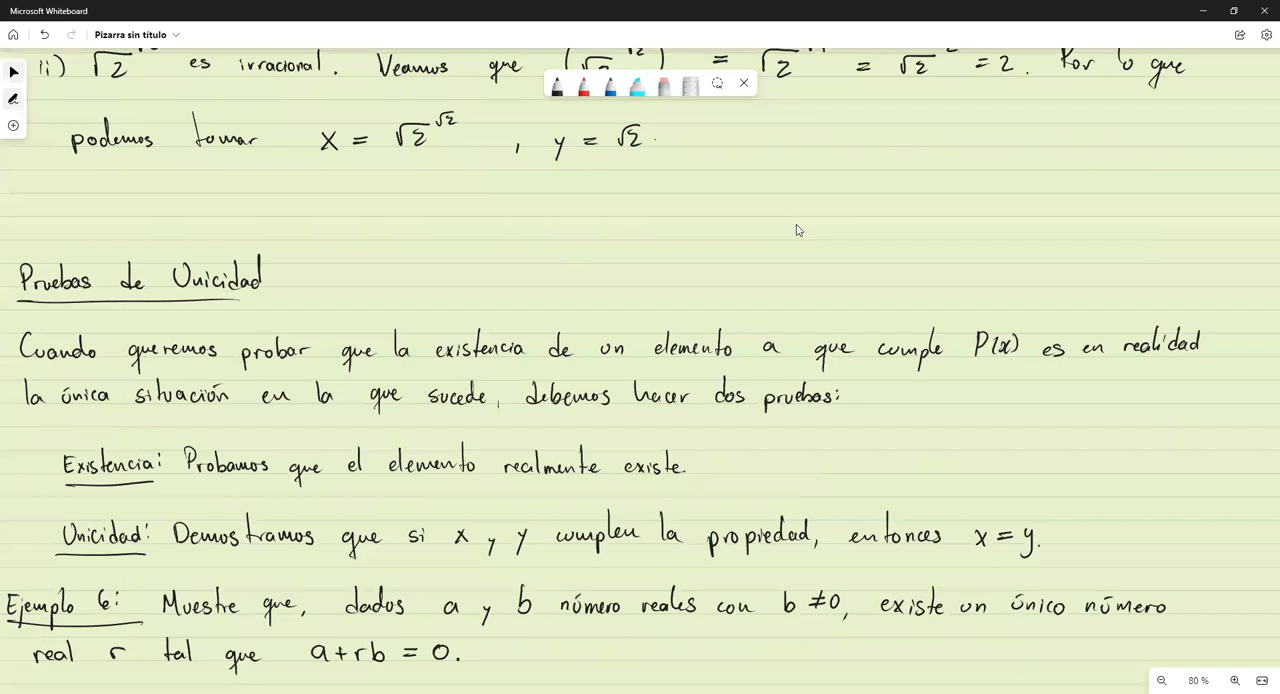 Microsoft Whiteboard
Pizarra sin título
ii) √2 es irracional. Veamos que (√2^√2) = √2 = √2^2 = 2. Por lo que
podemos tomar x = √2^√2 , y = √2.
Pruebas de Unicidad
Cuando queremos probar que la existencia de un elemento a que cumple P(x) es en realidad
la única situación en la que sucede, debemos hacer dos pruebas:
Existencia: Probamos que el elemento realmente existe.
Unicidad: Demostramos que si x y y cumplen la propiedad, entonces x = y.
Ejemplo 6: Muestre que, dados a y b número reales con b ≠ 0, existe un único número
real r tal que a + rb = 0.
80 %